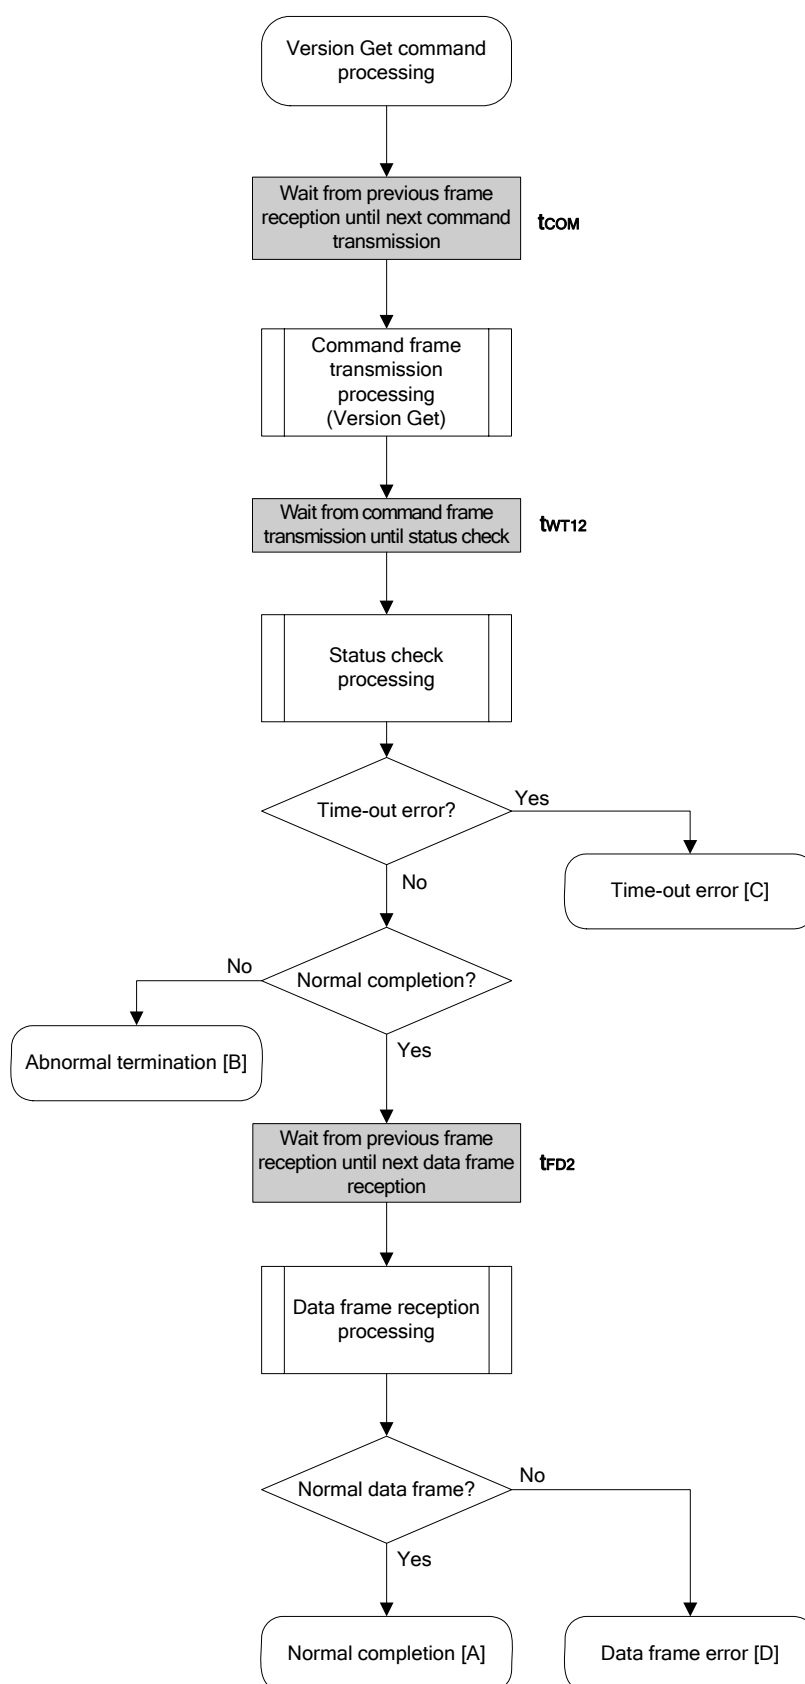 Version Get command
processing
Wait from previous frame
reception until next command
transmission
tCOM
Command frame
transmission
processing
(Version Get)
Wait from command frame
transmission until status check
tWT12
Status check
processing
Time-out error?
Yes
Time-out error [C]
No
Normal completion?
No
Abnormal termination [B]
Yes
Wait from previous frame
reception until next data frame
reception
tFD2
Data frame reception
processing
Normal data frame?
No
Yes
Normal completion [A]
Data frame error [D]